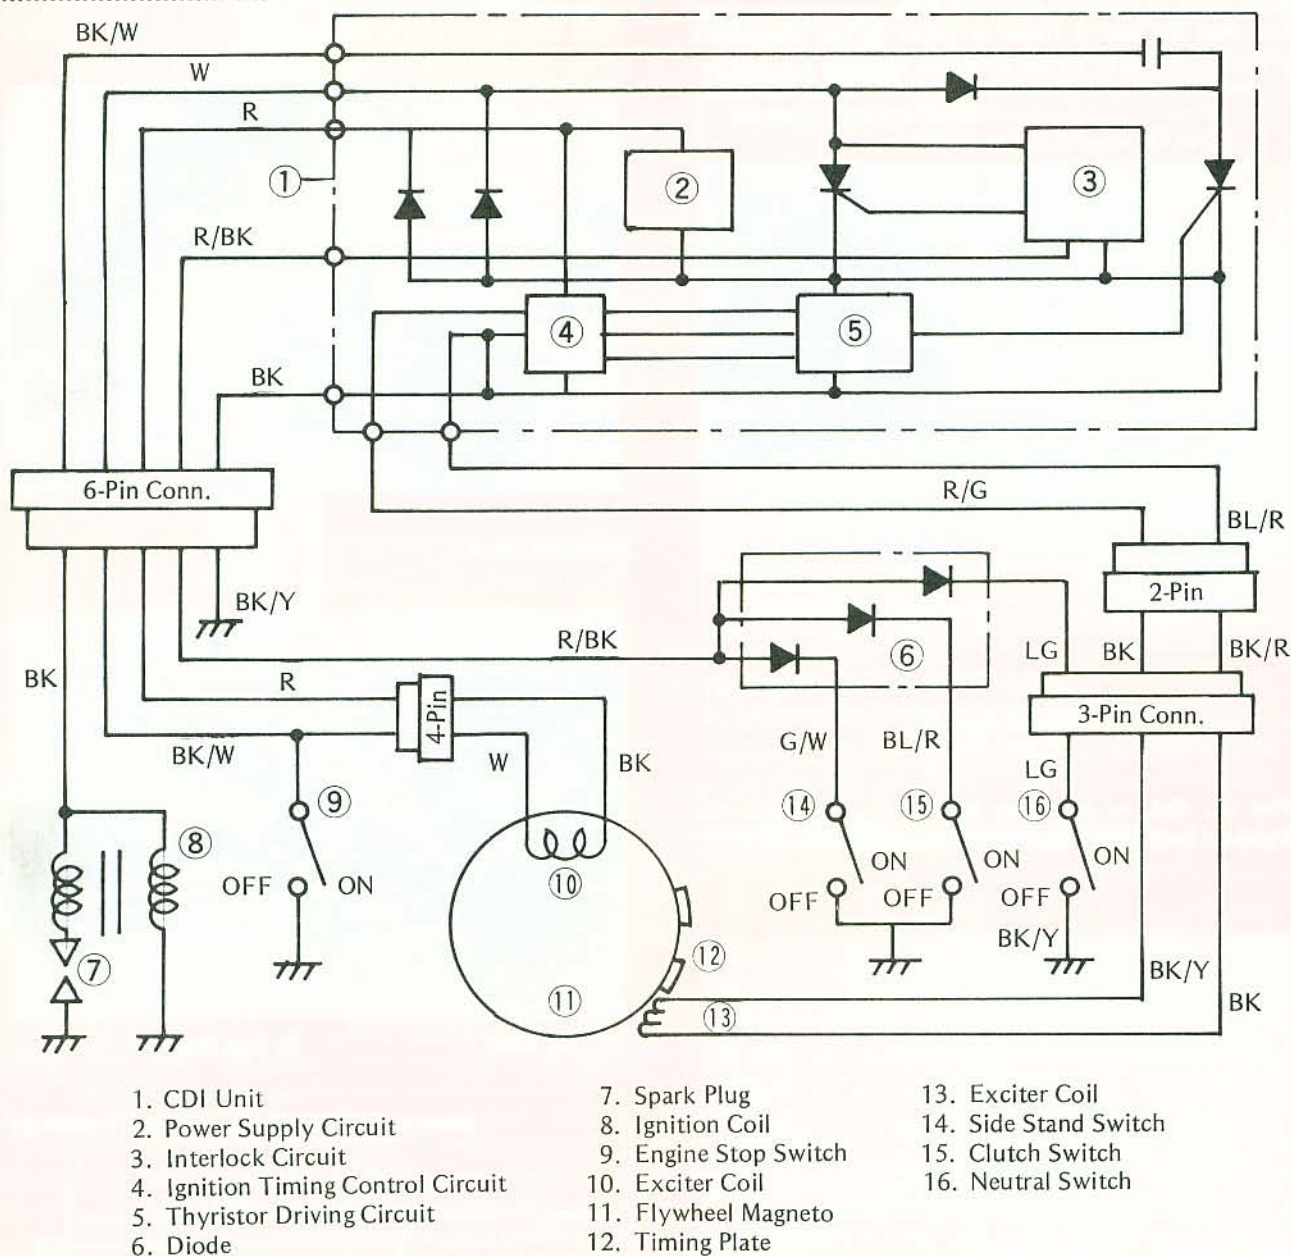 BK/W
W
R
1
2
3
R/BK
4
5
BK
6-Pin Conn.
R/G
BL/R
2-Pin
BK/Y
R/BK
6
LG
BK
BK/R
BK
R
4-Pin
3-Pin Conn.
BK/W
W
BK
G/W
BL/R
LG
9
14
15
16
8
OFF
ON
10
ON
OFF
ON
OFF
ON
OFF
BK/Y
7
12
BK/Y
11
13
BK
1. CDI Unit
2. Power Supply Circuit
3. Interlock Circuit
4. Ignition Timing Control Circuit
5. Thyristor Driving Circuit
6. Diode
7. Spark Plug
8. Ignition Coil
9. Engine Stop Switch
10. Exciter Coil
11. Flywheel Magneto
12. Timing Plate
13. Exciter Coil
14. Side Stand Switch
15. Clutch Switch
16. Neutral Switch